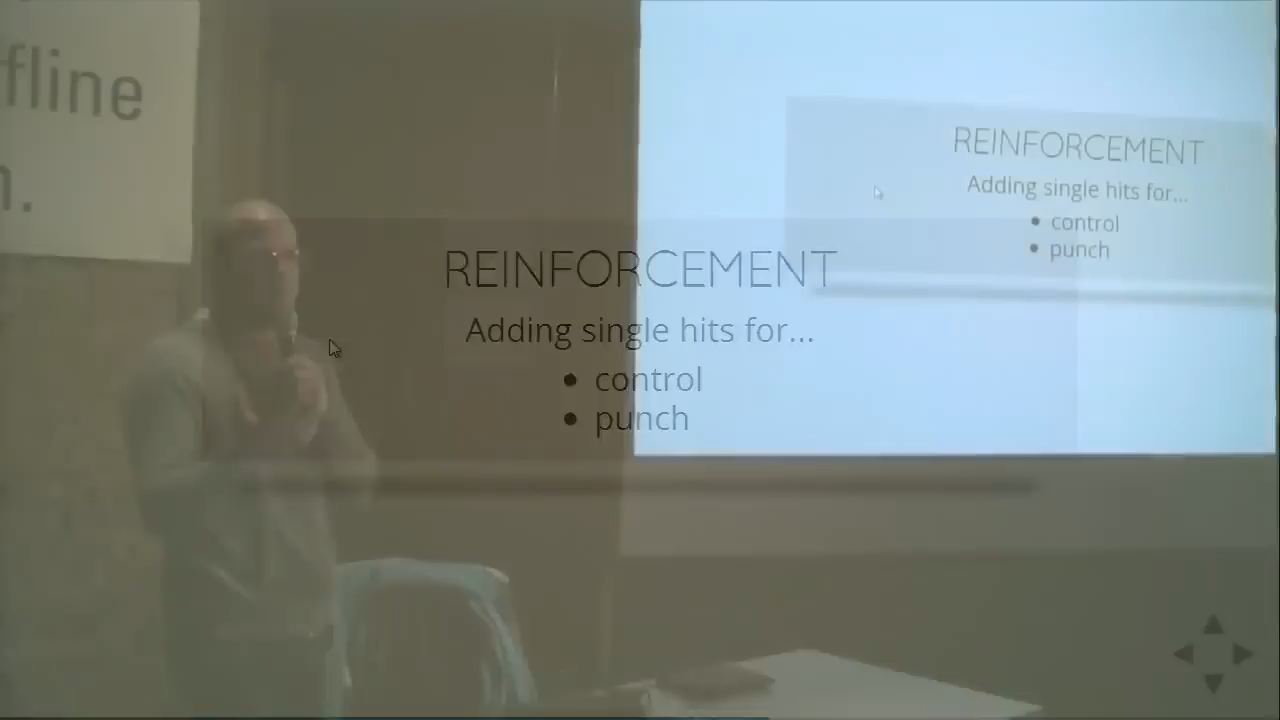 fline
n.
REINFORCEMENT
Adding single hits for...
• control
• punch
REINFORCEMENT
Adding single hits for...
• control
• punch